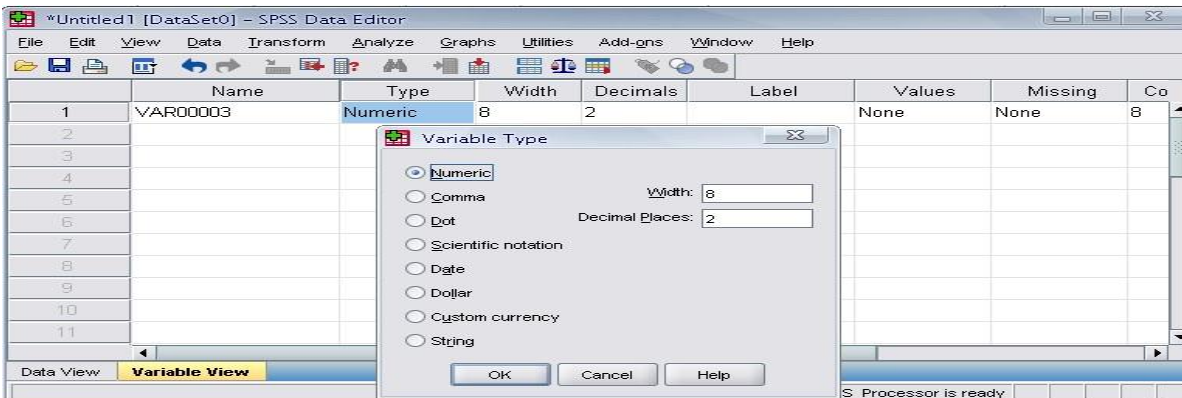 *Untitled1 [DataSet0] – SPSS Data Editor
File Edit View Data Transform Analyze Graphs Utilities Add-ons Window Help
Name Type Width Decimals Label Values Missing Co
1 VAR00003 Numeric 8 2 None None 8
2
3
4
5
6
7
8
9
10
11
Variable Type
Numeric
Comma
Dot
Scientific notation
Date
Dollar
Custom currency
String
Width: 8
Decimal Places: 2
OK Cancel Help
Data View Variable View
S Processor is ready